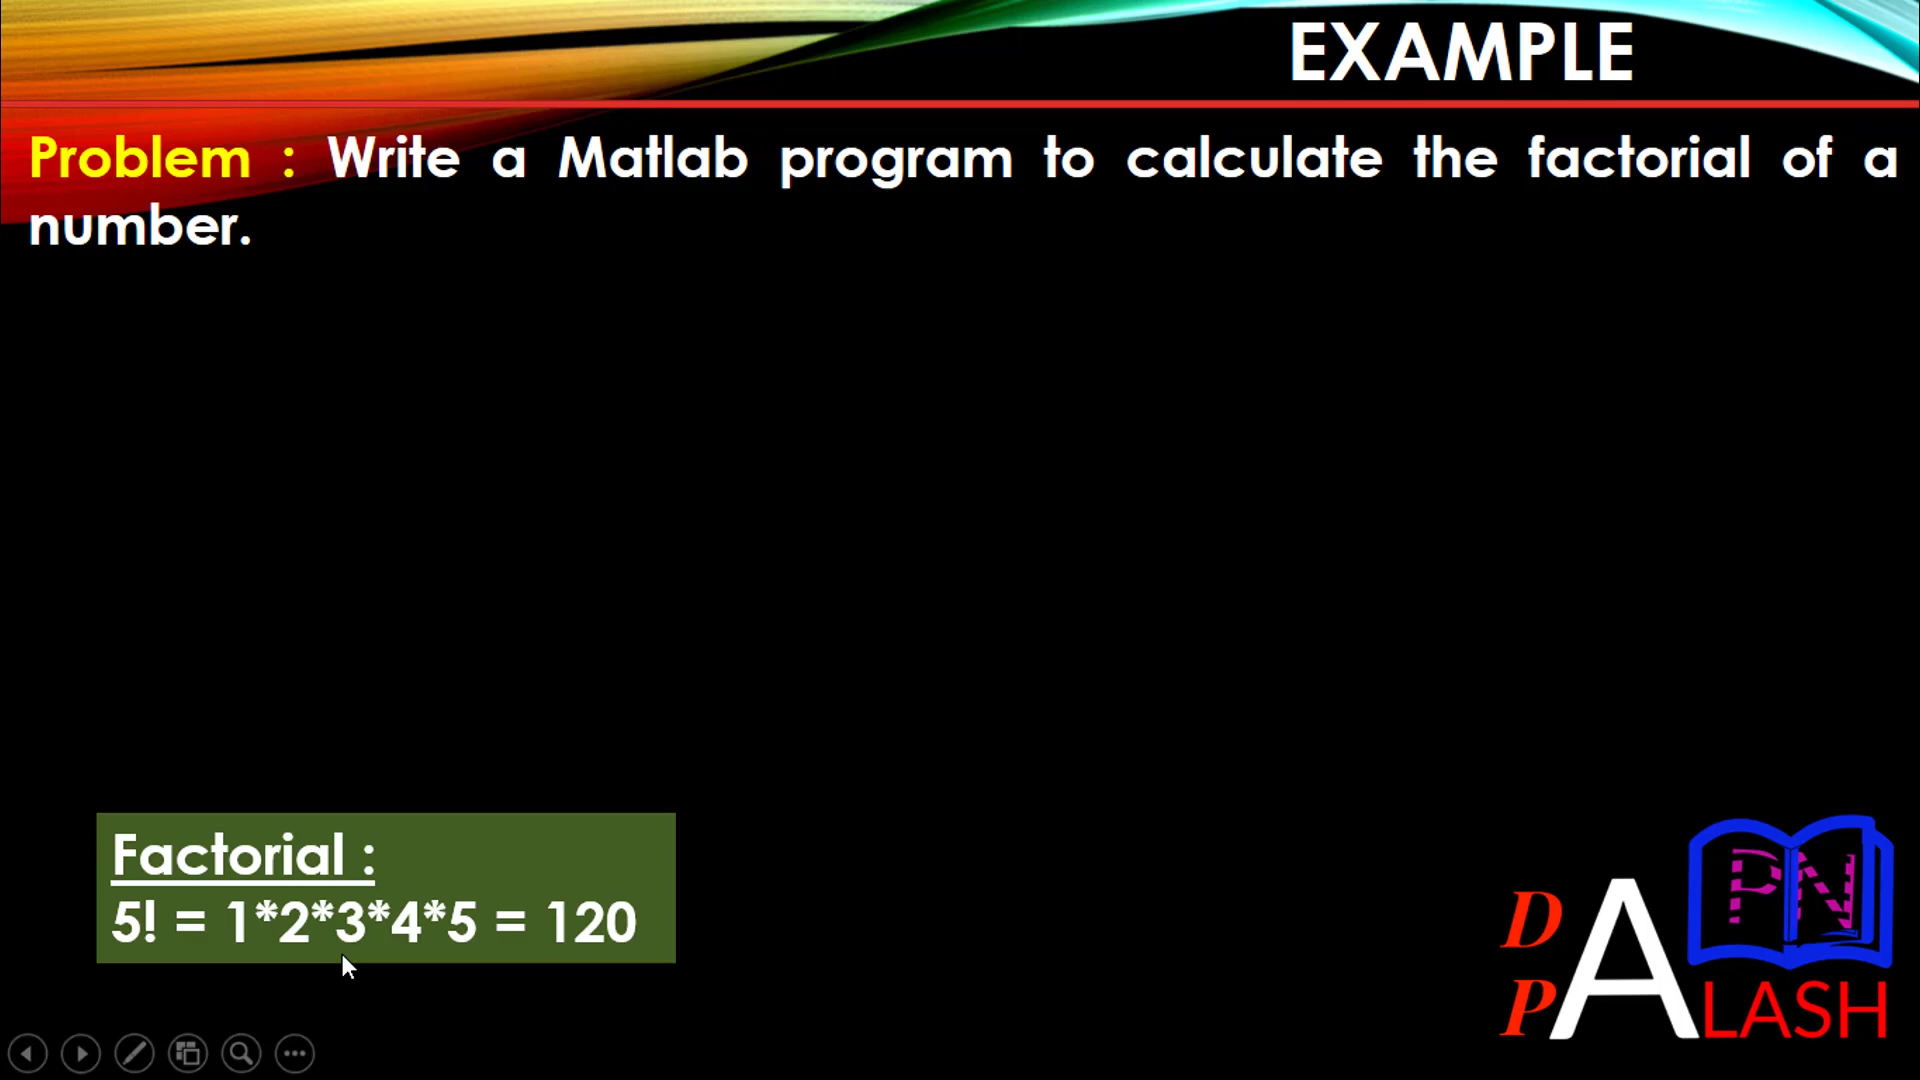 EXAMPLE
Problem : Write a Matlab program to calculate the factorial of a
number.
Factorial :
5! = 1*2*3*4*5 = 120
PN
D
P
A
LASH